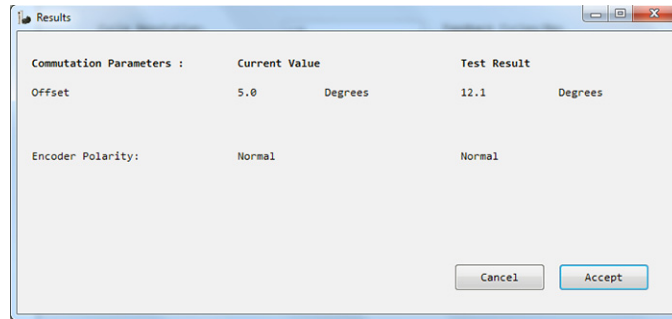 Results
Commutation Parameters : Current Value Test Result
Offset 5.0 Degrees 12.1 Degrees
Encoder Polarity: Normal Normal
Cancel Accept